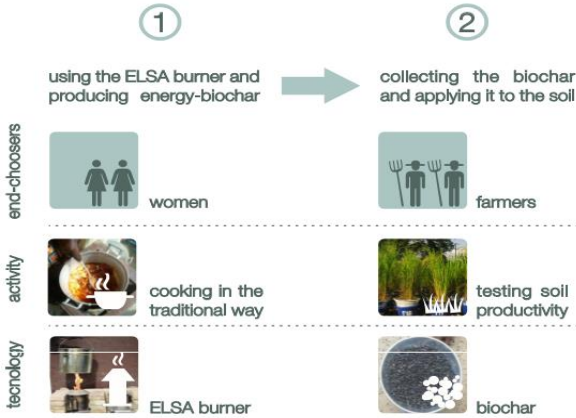 1
2
using the ELSA burner and
producing energy-biochar
collecting the biochar
and applying it to the soil
end-choosers
women
farmers
activity
cooking in the
traditional way
testing soil
productivity
tecnology
ELSA burner
biochar